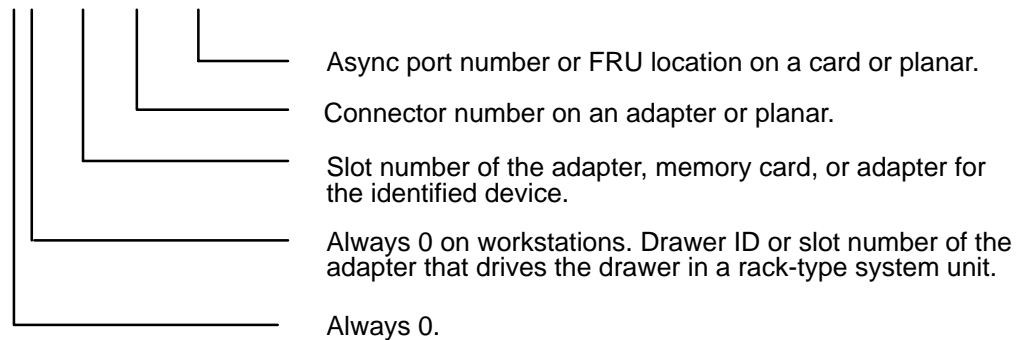 Async port number or FRU location on a card or planar.
Connector number on an adapter or planar.
Slot number of the adapter, memory card, or adapter for
the identified device.
Always 0 on workstations. Drawer ID or slot number of the
adapter that drives the drawer in a rack-type system unit.
Always 0.